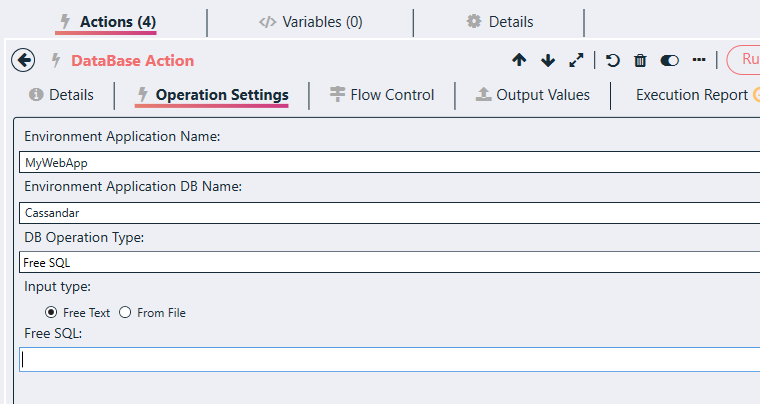 Actions (4) Variables (0) Details
DataBase Action Ru
Details Operation Settings Flow Control Output Values Execution Report
Environment Application Name:
MyWebApp
Environment Application DB Name:
Cassandar
DB Operation Type:
Free SQL
Input type:
Free Text From File
Free SQL: